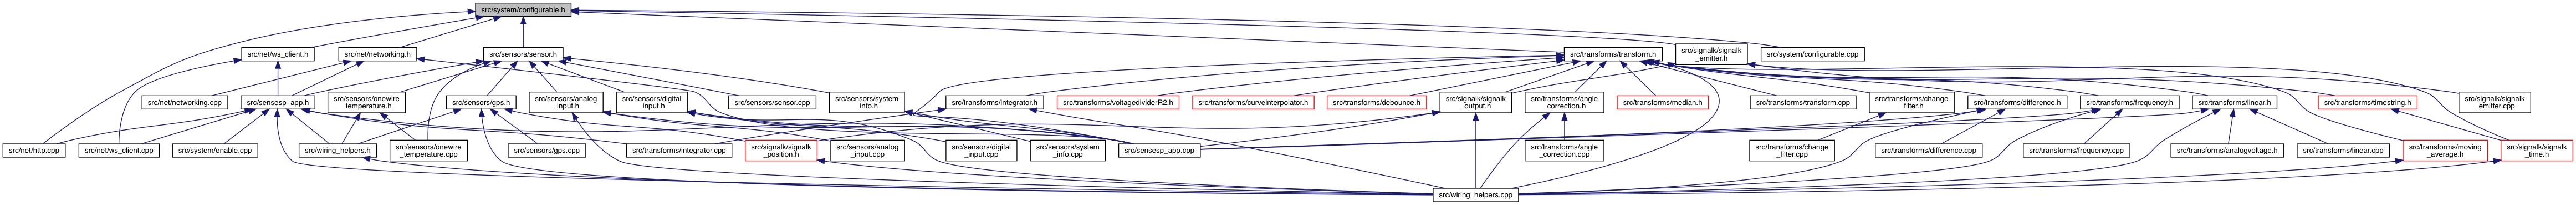 src/system/configurable.h
src/net/ws_client.h
src/net/networking.h
src/sensors/sensor.h
src/transforms/transform.h
src/signalk/signalk
_emitter.h
src/system/configurable.cpp
src/net/networking.cpp
src/sensesp_app.h
src/sensors/onewire
_temperature.h
src/sensors/gps.h
src/sensors/analog
_input.h
src/sensors/digital
_input.h
src/sensors/sensor.cpp
src/sensors/system
_info.h
src/transforms/integrator.h
src/transforms/voltagedividerR2.h
src/transforms/curveinterpolator.h
src/transforms/debounce.h
src/signalk/signalk
_output.h
src/transforms/angle
_correction.h
src/transforms/median.h
src/transforms/transform.cpp
src/transforms/change
_filter.h
src/transforms/difference.h
src/transforms/frequency.h
src/transforms/linear.h
src/transforms/timestring.h
src/signalk/signalk
_emitter.cpp
src/net/http.cpp
src/net/ws_client.cpp
src/system/enable.cpp
src/wiring_helpers.h
src/sensors/onewire
_temperature.cpp
src/sensors/gps.cpp
src/transforms/integrator.cpp
src/signalk/signalk
_position.h
src/sensors/analog
_input.cpp
src/sensors/digital
_input.cpp
src/sensors/system
_info.cpp
src/sensesp_app.cpp
src/transforms/angle
_correction.cpp
src/transforms/change
_filter.cpp
src/transforms/difference.cpp
src/transforms/frequency.cpp
src/transforms/analogvoltage.h
src/transforms/linear.cpp
src/transforms/moving
_average.h
src/signalk/signalk
_time.h
src/wiring_helpers.cpp